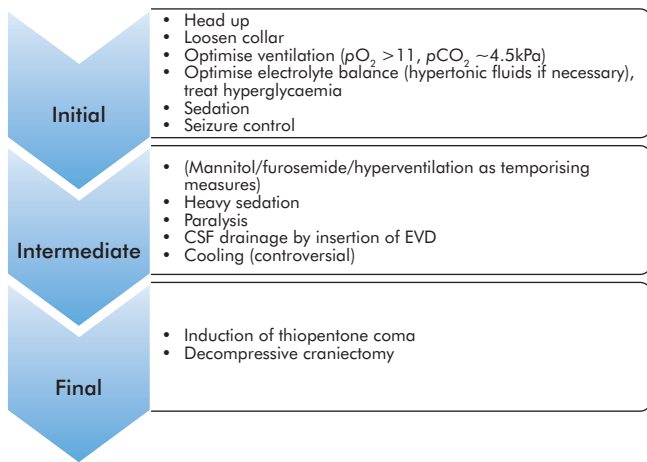 Initial
• Head up
• Loosen collar
• Optimise ventilation (pO₂ >11, pCO₂ ~4.5kPa)
• Optimise electrolyte balance (hypertonic fluids if necessary),
treat hyperglycaemia
• Sedation
• Seizure control
Intermediate
• (Mannitol/furosemide/hyperventilation as temporising
measures)
• Heavy sedation
• Paralysis
• CSF drainage by insertion of EVD
• Cooling (controversial)
Final
• Induction of thiopentone coma
• Decompressive craniectomy